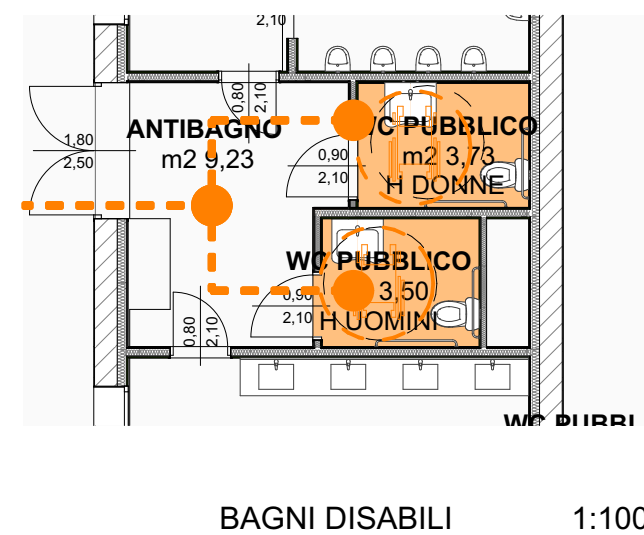 2,10
0,80
2,10
ANTIBAGNO
m2 9,23
1,80
2,50
0,90
2,10
WC PUBBLICO
m2 3,73
H DONNE
WC PUBBLICO
3,50
H UOMINI
0,90
2,10
0,80
2,10
WC PUBBL
BAGNI DISABILI 1:100